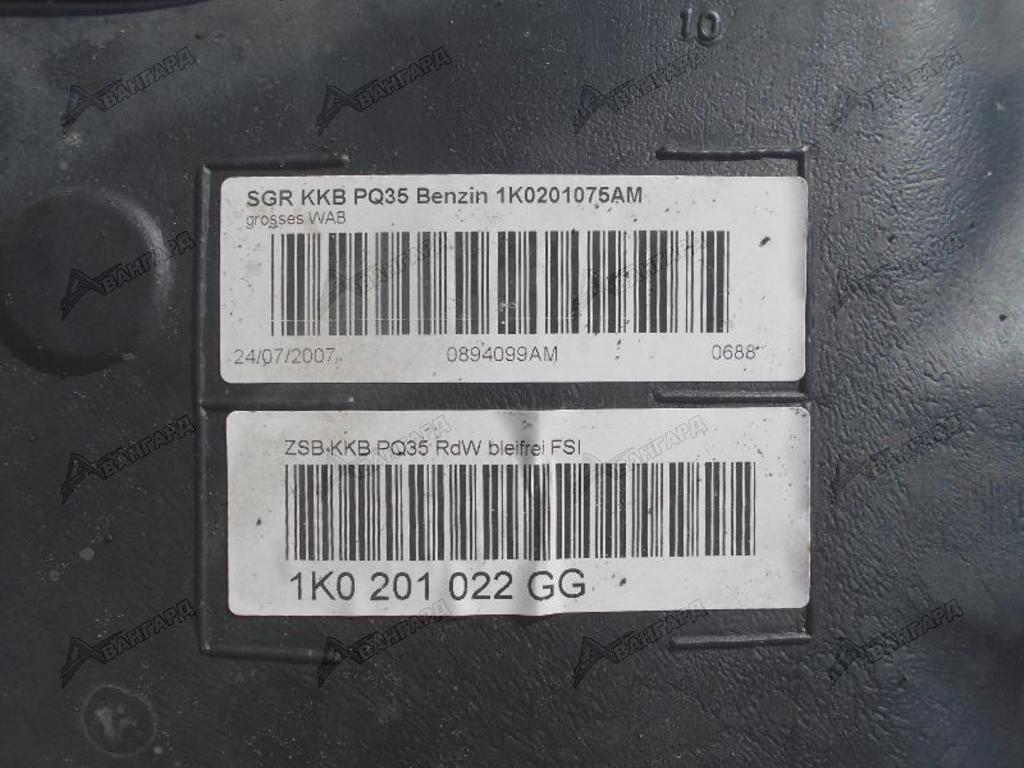 10
SGR KKB PQ35 Benzin 1K0201075AM
grosses WAB
24/07/2007 0894099AM 0688
ZSB KKB PQ35 RdW bleifrei FSI
1K0 201 022 GG
АВАНГАРД